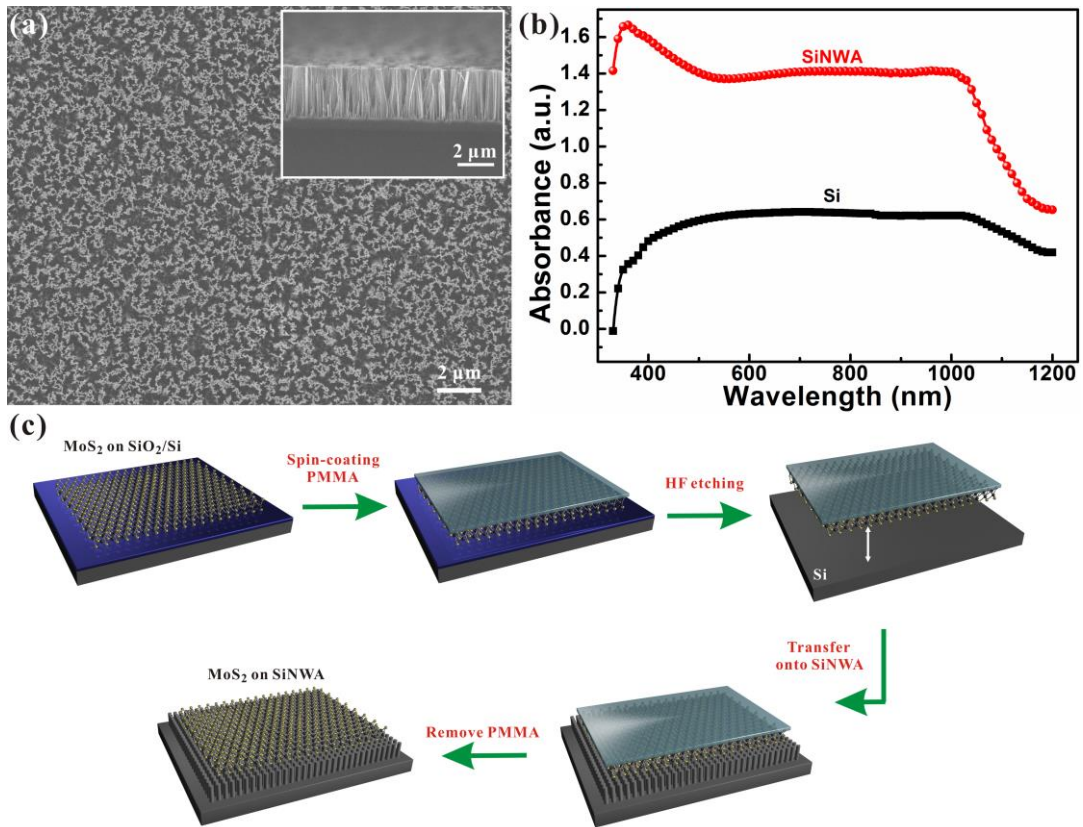 (a)
2 µm
2 µm
(b)
Absorbance (a.u.)
1.6
1.4
1.2
1.0
0.8
0.6
0.4
0.2
0.0
SiNWA
Si
400
600
800
1000
1200
Wavelength (nm)
(c)
MoS₂ on SiO₂/Si
Spin-coating
PMMA
HF etching
Si
Transfer
onto SiNWA
MoS₂ on SiNWA
Remove PMMA